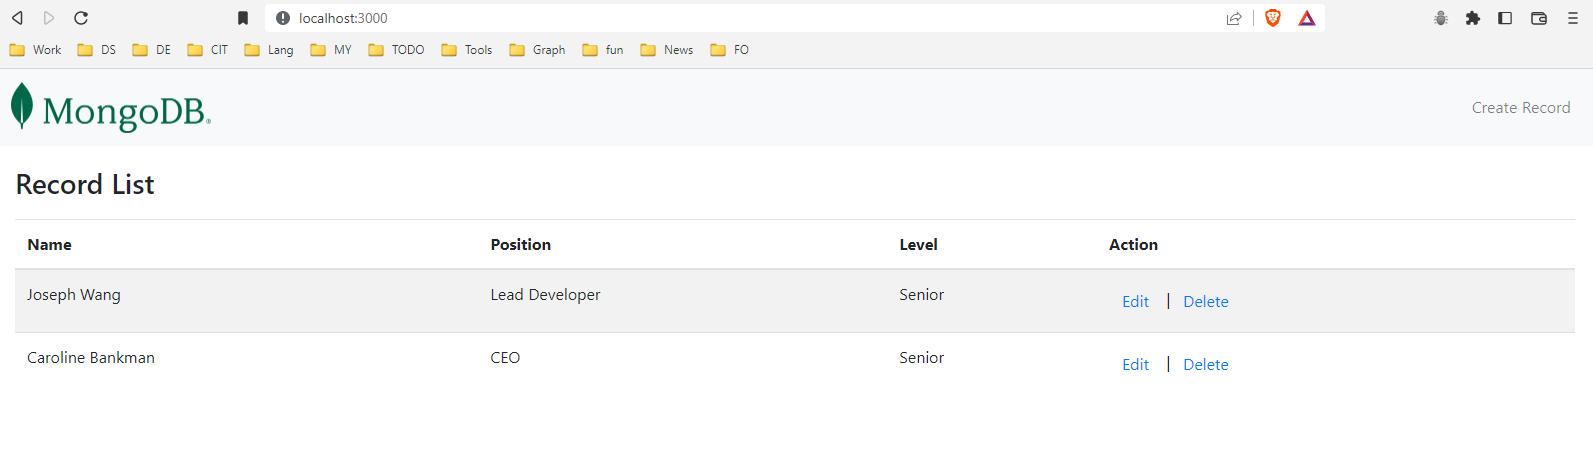 localhost:3000
Work DS DE CIT Lang MY TODO Tools Graph fun News FO
MongoDB®
Create Record
Record List
Name Position Level Action
Joseph Wang Lead Developer Senior Edit | Delete
Caroline Bankman CEO Senior Edit | Delete